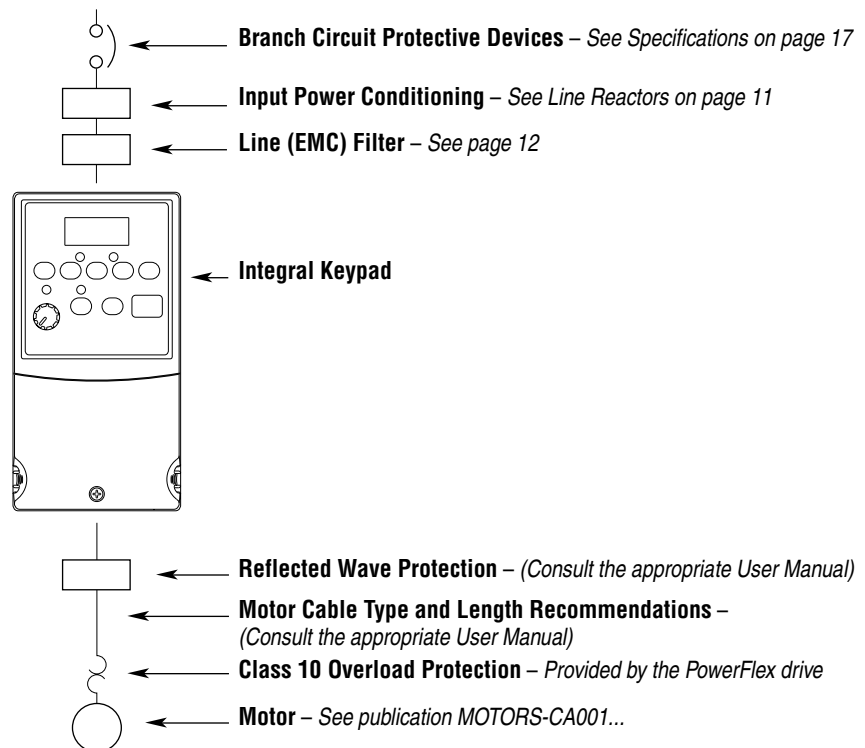 Branch Circuit Protective Devices – See Specifications on page 17
Input Power Conditioning – See Line Reactors on page 11
Line (EMC) Filter – See page 12
Integral Keypad
Reflected Wave Protection – (Consult the appropriate User Manual)
Motor Cable Type and Length Recommendations –
(Consult the appropriate User Manual)
Class 10 Overload Protection – Provided by the PowerFlex drive
Motor – See publication MOTORS-CA001...